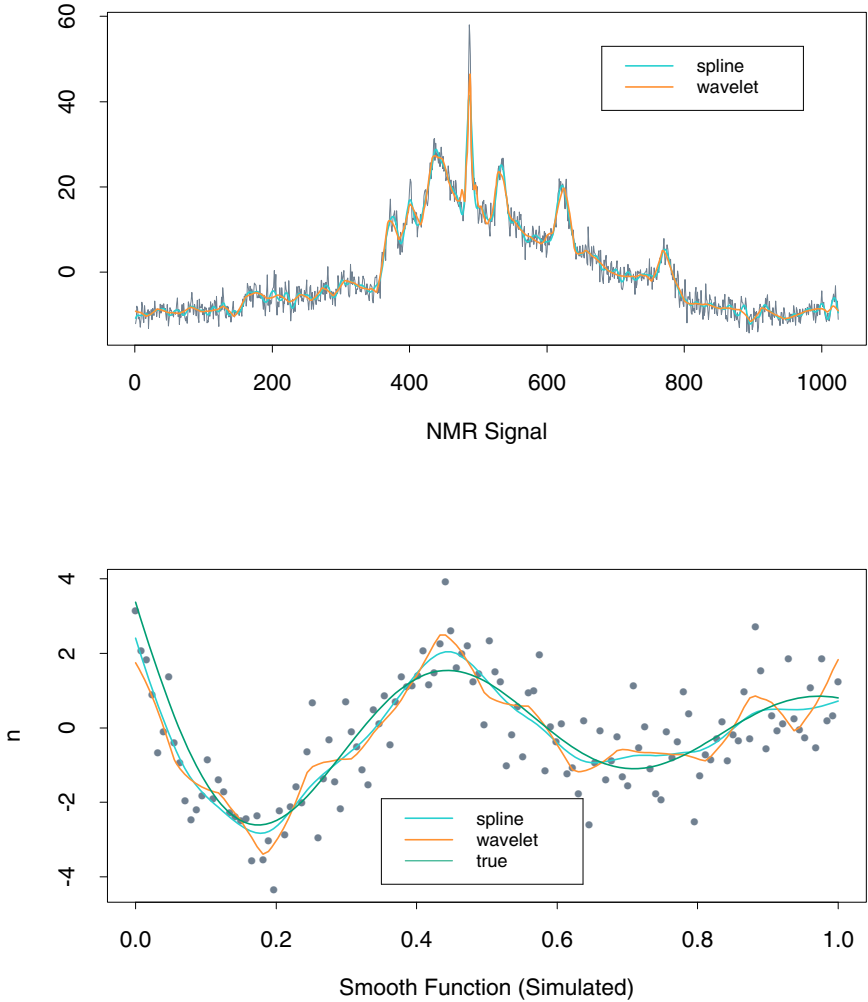 60
40
20
0
spline
wavelet
0 200 400 600 800 1000
NMR Signal
4
2
0
-2
-4
n
spline
wavelet
true
0.0 0.2 0.4 0.6 0.8 1.0
Smooth Function (Simulated)